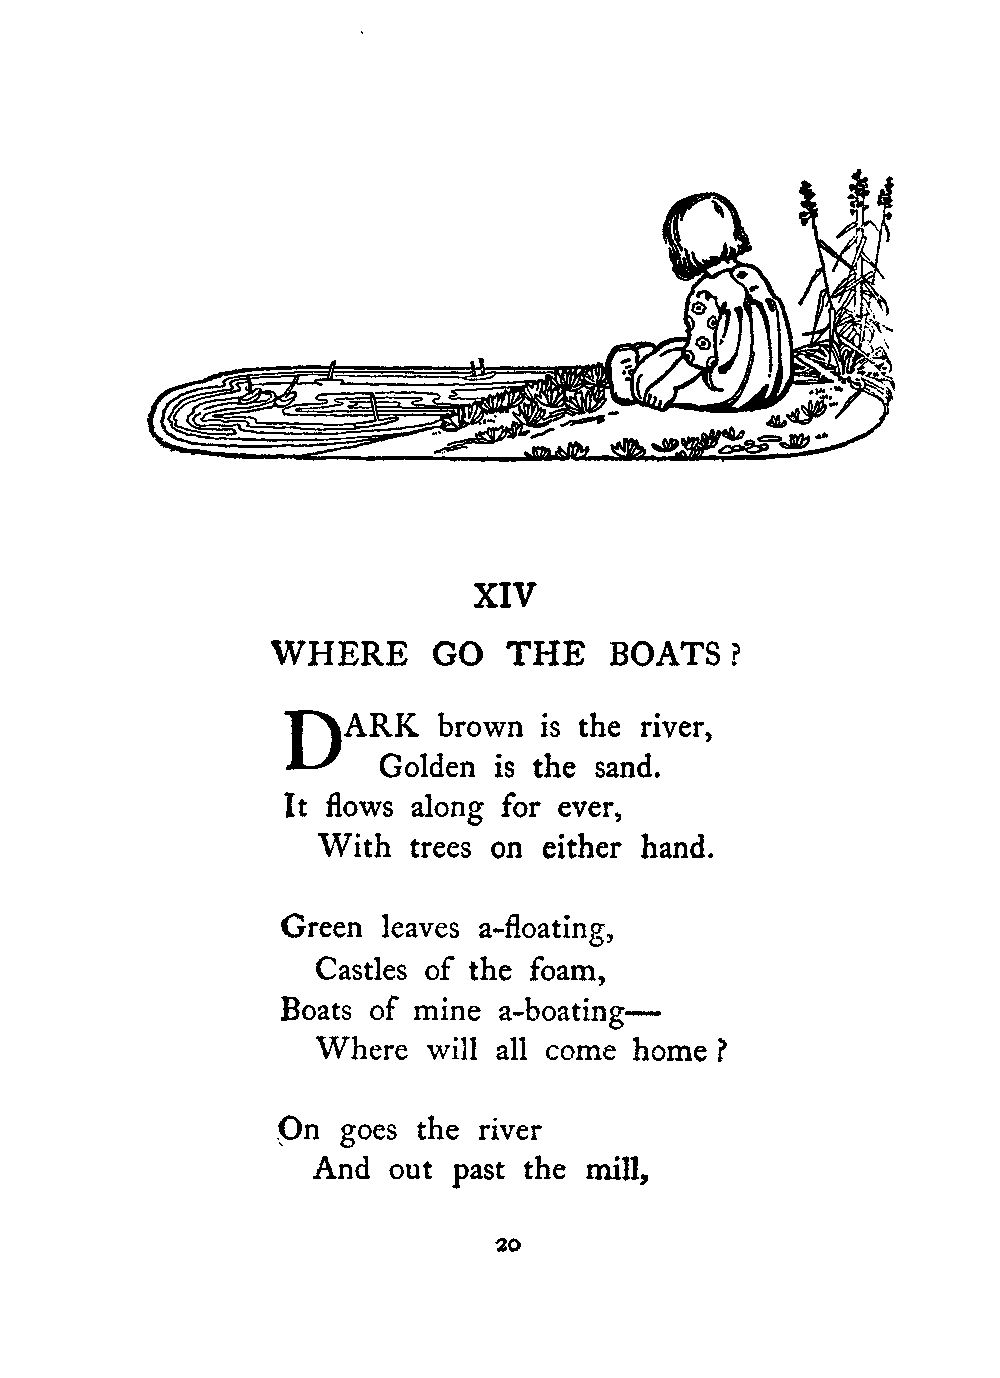 XIV
WHERE GO THE BOATS?
DARK brown is the river,
Golden is the sand.
It flows along for ever,
With trees on either hand.
Green leaves a-floating,
Castles of the foam,
Boats of mine a-boating—
Where will all come home?
On goes the river
And out past the mill,
20